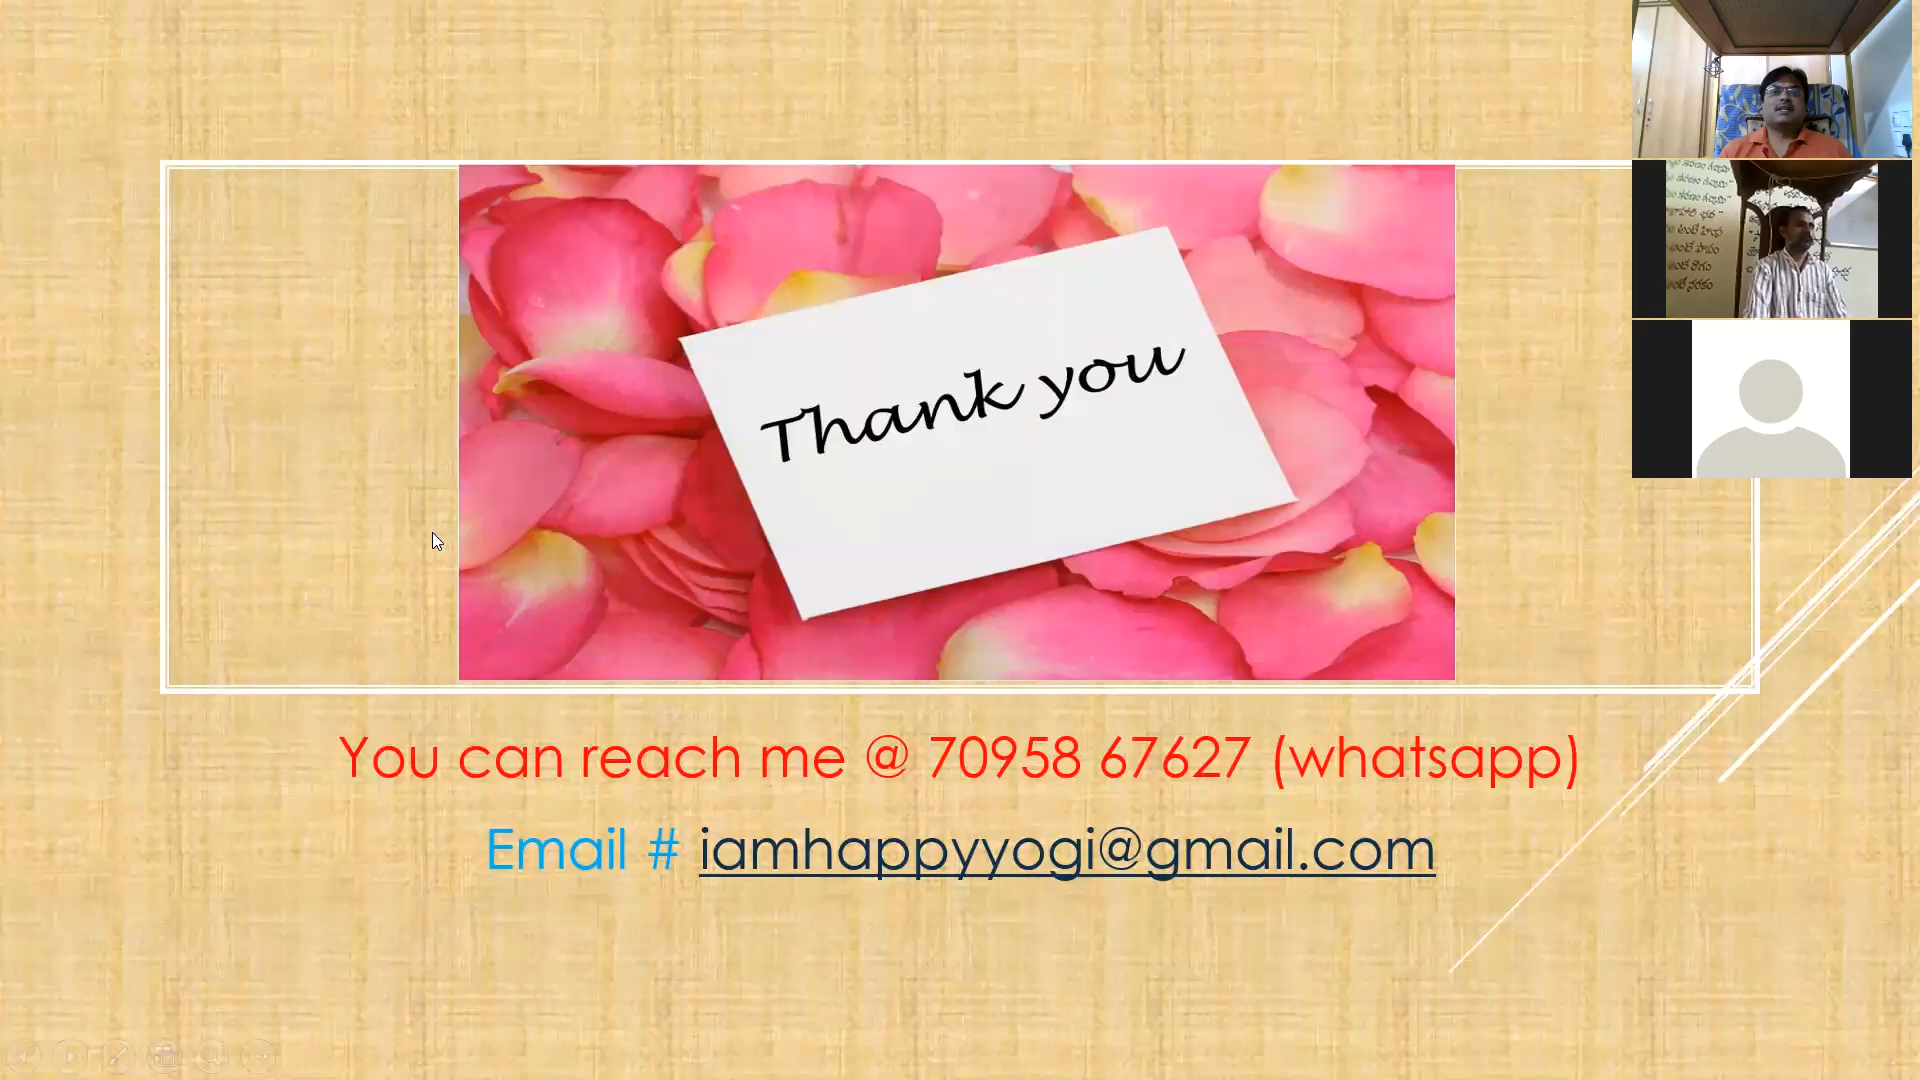 Thank you
You can reach me @ 70958 67627 (whatsapp)
Email # iamhappyyogi@gmail.com